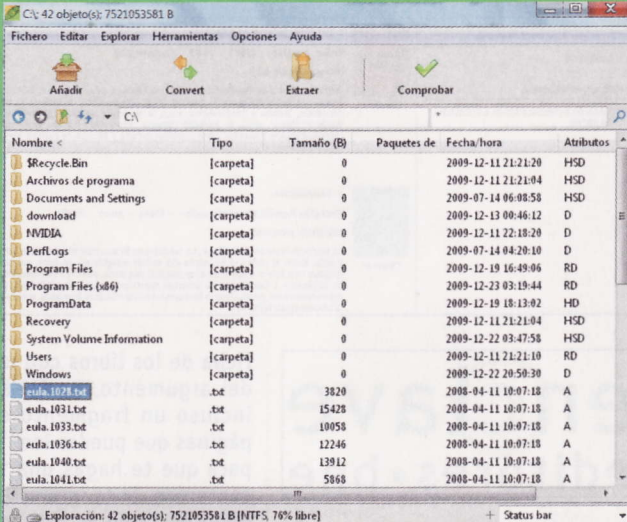 C:\; 42 objeto(s); 7521053581 B
Fichero Editar Explorar Herramientas Opciones Ayuda
Añadir Convert Extraer Comprobar
C:\ *
Nombre < Tipo Tamaño (B) Paquetes de Fecha/hora Atributos
$Recycle.Bin [carpeta] 0 2009-12-11 21:21:20 HSD
Archivos de programa [carpeta] 0 2009-12-11 21:21:04 HSD
Documents and Settings [carpeta] 0 2009-07-14 06:08:58 HSD
download [carpeta] 0 2009-12-13 00:46:12 D
NVIDIA [carpeta] 0 2009-12-11 22:18:20 D
PerfLogs [carpeta] 0 2009-07-14 04:20:10 D
Program Files [carpeta] 0 2009-12-19 16:49:06 RD
Program Files (x86) [carpeta] 0 2009-12-23 03:19:44 RD
ProgramData [carpeta] 0 2009-12-19 18:13:02 HD
Recovery [carpeta] 0 2009-12-11 21:21:04 HSD
System Volume Information [carpeta] 0 2009-12-22 03:47:58 HSD
Users [carpeta] 0 2009-12-11 21:21:10 RD
Windows [carpeta] 0 2009-12-22 20:50:30 D
eula.1028.txt .txt 3820 2008-04-11 10:07:18 A
eula.1031.txt .txt 15428 2008-04-11 10:07:18 A
eula.1033.txt .txt 10058 2008-04-11 10:07:18 A
eula.1036.txt .txt 12246 2008-04-11 10:07:18 A
eula.1040.txt .txt 13912 2008-04-11 10:07:18 A
eula.1041.txt .txt 5868 2008-04-11 10:07:18 A
Exploración: 42 objeto(s); 7521053581 B [NTFS, 76% libre] + Status bar